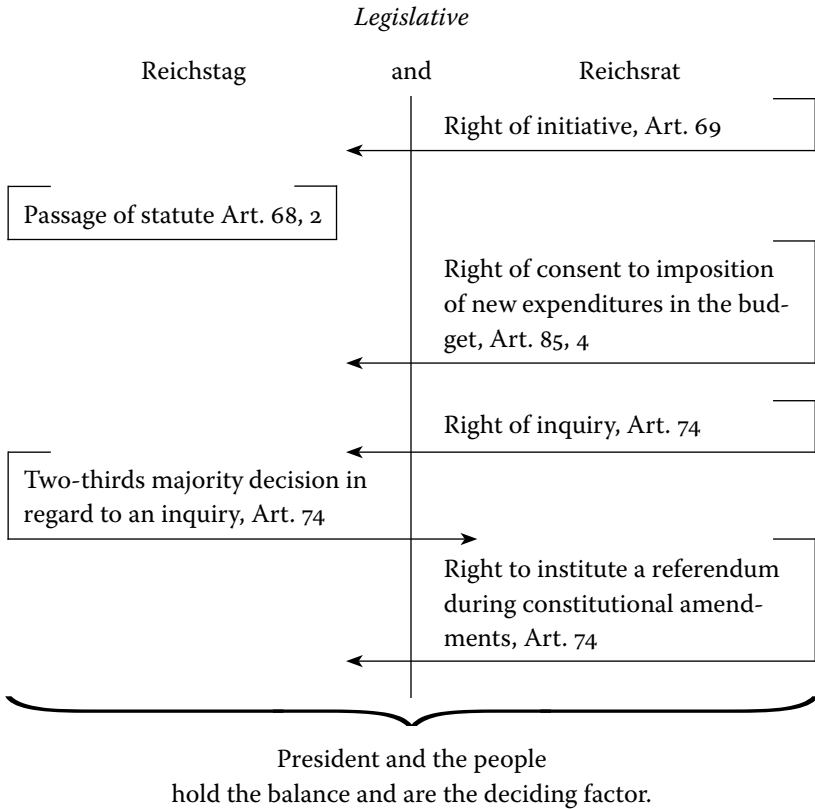 Legislative
Reichstag and Reichsrat
Right of initiative, Art. 69
Passage of statute Art. 68, 2
Right of consent to imposition
of new expenditures in the bud-
get, Art. 85, 4
Right of inquiry, Art. 74
Two-thirds majority decision in
regard to an inquiry, Art. 74
Right to institute a referendum
during constitutional amend-
ments, Art. 74
President and the people
hold the balance and are the deciding factor.